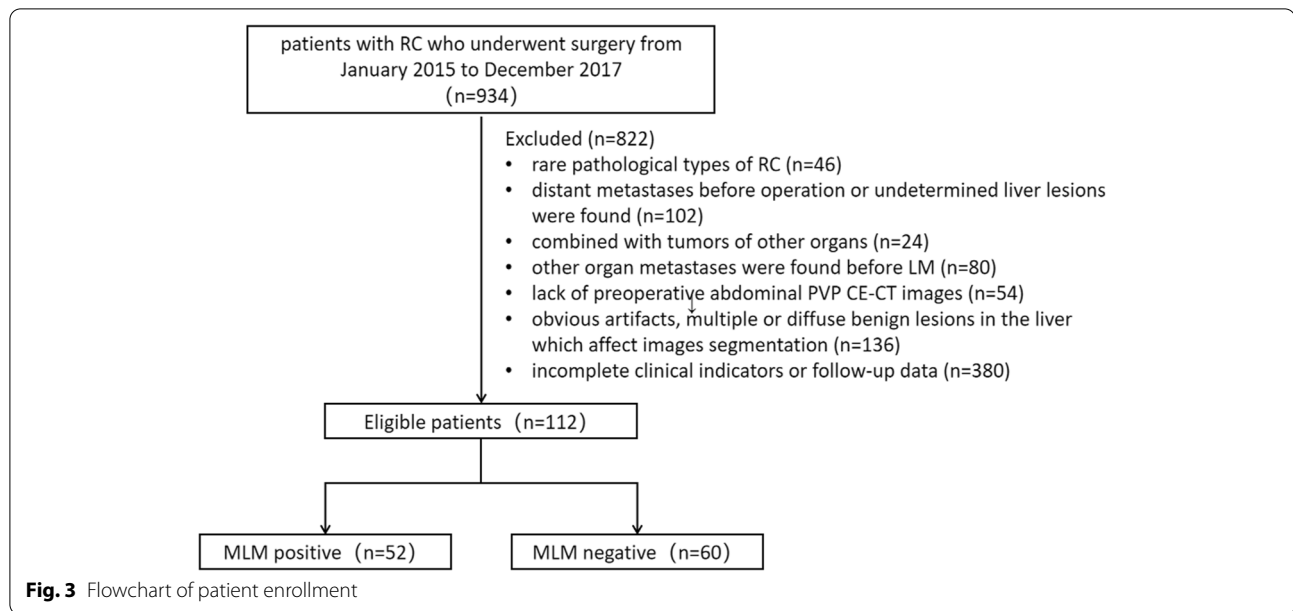 patients with RC who underwent surgery from
January 2015 to December 2017
(n=934)
Excluded (n=822)
• rare pathological types of RC (n=46)
• distant metastases before operation or undetermined liver lesions
were found (n=102)
• combined with tumors of other organs (n=24)
• other organ metastases were found before LM (n=80)
• lack of preoperative abdominal PVP CE-CT images (n=54)
• obvious artifacts, multiple or diffuse benign lesions in the liver
which affect images segmentation (n=136)
• incomplete clinical indicators or follow-up data (n=380)
Eligible patients (n=112)
MLM positive (n=52)
MLM negative (n=60)
Fig. 3 Flowchart of patient enrollment